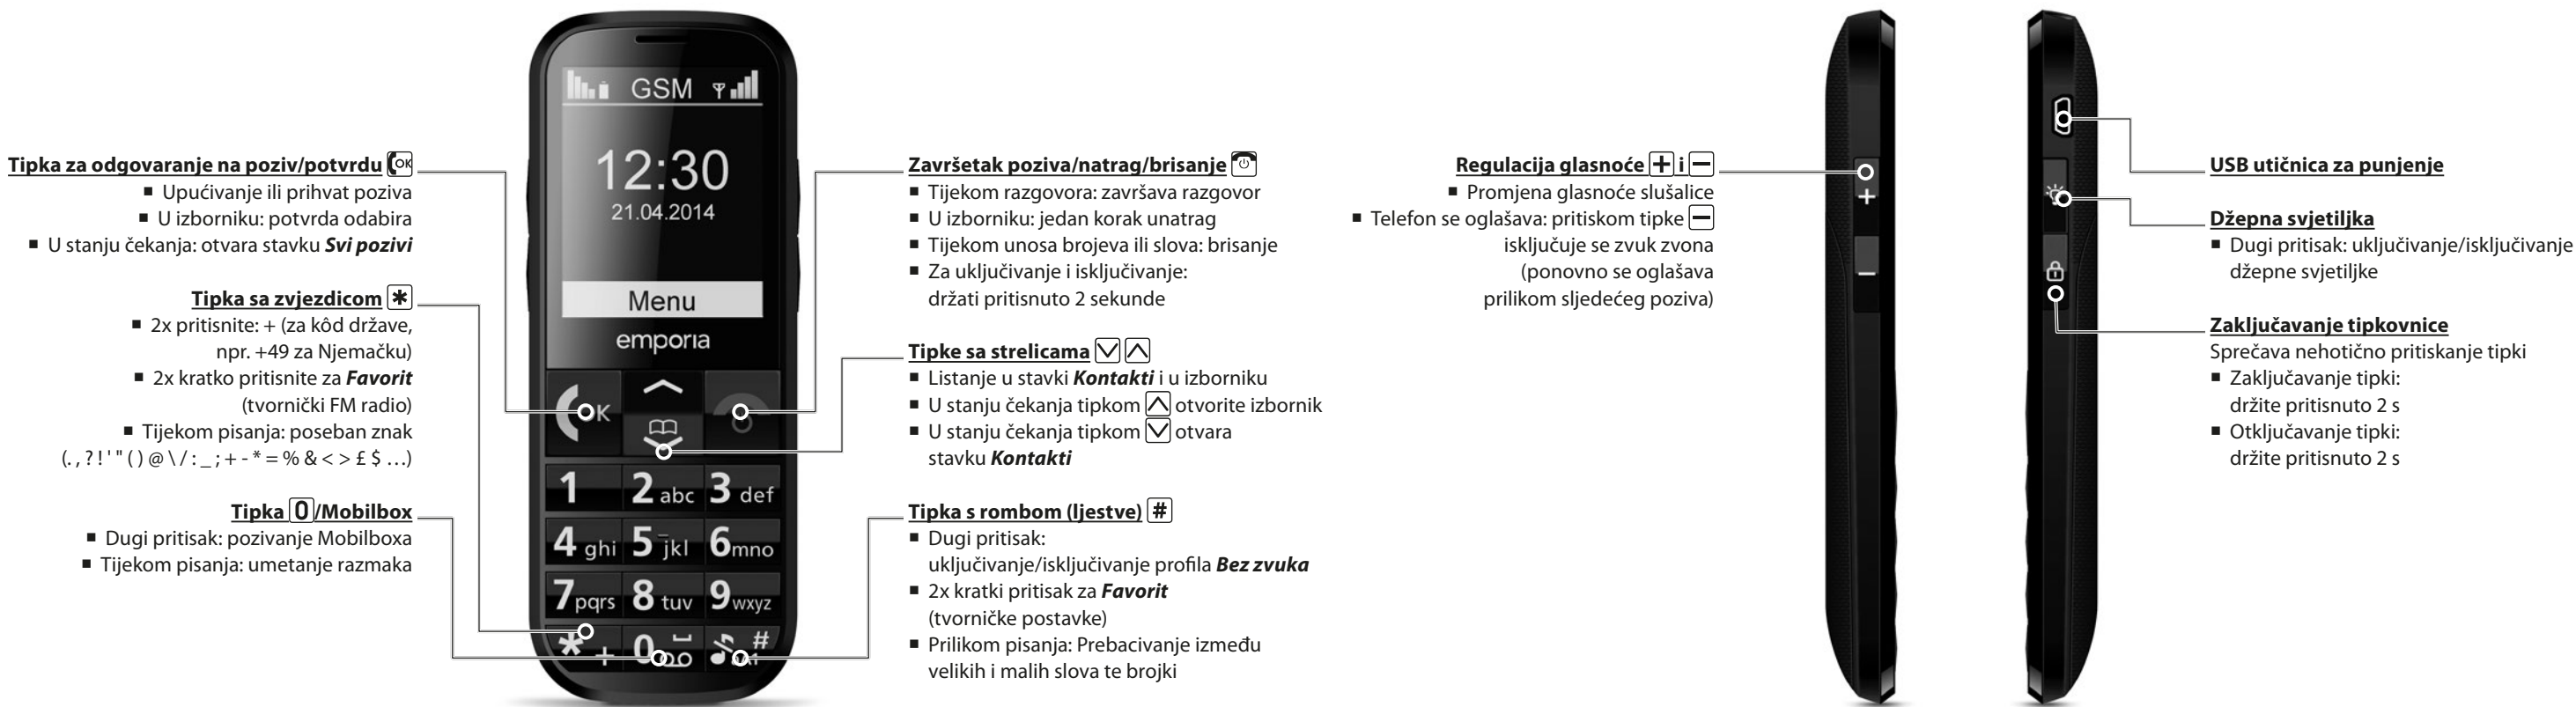 Tipka za odgovaranje na poziv/potvrdu OK
▪ Upućivanje ili prihvat poziva
▪ U izborniku: potvrda odabira
▪ U stanju čekanja: otvara stavku Svi pozivi
Tipka sa zvjezdicom *
▪ 2x pritisnite: + (za kôd države,
npr. +49 za Njemačku)
▪ 2x kratko pritisnite za Favorit
(tvornički FM radio)
▪ Tijekom pisanja: poseban znak
(. , ? ! ' " ( ) @ \ / : _ ; + - * = % & < > £ $ …)
Tipka 0/Mobilbox
▪ Dugi pritisak: pozivanje Mobilboxa
▪ Tijekom pisanja: umetanje razmaka
GSM
12:30
21.04.2014
Menu
emporia
OK
1 2 abc 3 def
4 ghi 5 jkl 6 mno
7 pqrs 8 tuv 9 wxyz
* + 0 #
Završetak poziva/natrag/brisanje
▪ Tijekom razgovora: završava razgovor
▪ U izborniku: jedan korak unatrag
▪ Tijekom unosa brojeva ili slova: brisanje
▪ Za uključivanje i isključivanje:
držati pritisnuto 2 sekunde
Tipke sa strelicama
▪ Listanje u stavki Kontakti i u izborniku
▪ U stanju čekanja tipkom otvorite izbornik
▪ U stanju čekanja tipkom otvara
stavku Kontakti
Tipka s rombom (ljestve) #
▪ Dugi pritisak:
uključivanje/isključivanje profila Bez zvuka
▪ 2x kratki pritisak za Favorit
(tvorničke postavke)
▪ Prilikom pisanja: Prebacivanje između
velikih i malih slova te brojki
Regulacija glasnoće + i −
▪ Promjena glasnoće slušalice
▪ Telefon se oglašava: pritiskom tipke −
isključuje se zvuk zvona
(ponovno se oglašava
prilikom sljedećeg poziva)
+
−
USB utičnica za punjenje
Džepna svjetiljka
▪ Dugi pritisak: uključivanje/isključivanje
džepne svjetiljke
Zaključavanje tipkovnice
Sprečava nehotično pritiskanje tipki
▪ Zaključavanje tipki:
držite pritisnuto 2 s
▪ Otključavanje tipki:
držite pritisnuto 2 s